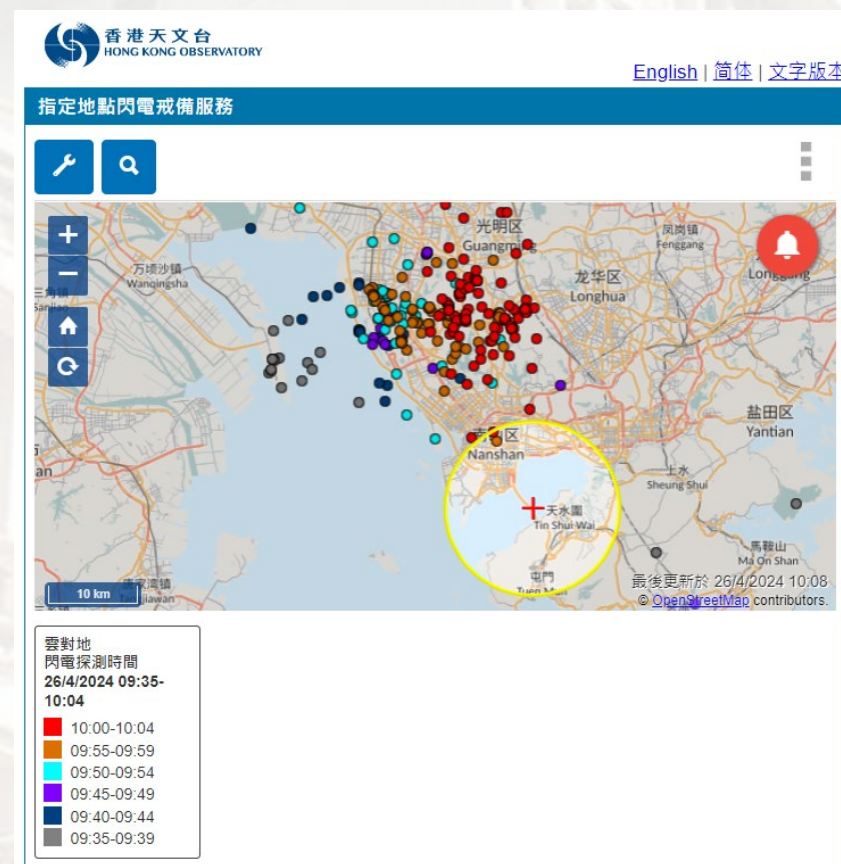 香港天文台
HONG KONG OBSERVATORY
English | 简体 | 文字版本
指定地點閃電戒備服務
光明区
Guangming
凤岗镇
Fenggang
万顷沙镇
Wanqingsha
龙华区
Longhua
Longgang
盐田区
Yantian
Nanshan
上水
Sheung Shui
天水圍
Tin Shui Wai
馬鞍山
Ma On Shan
屯門
Tuen Mun
10 km
最後更新於 26/4/2024 10:08
© OpenStreetMap contributors.
雲對地
閃電探測時間
26/4/2024 09:35-
10:04
10:00-10:04
09:55-09:59
09:50-09:54
09:45-09:49
09:40-09:44
09:35-09:39